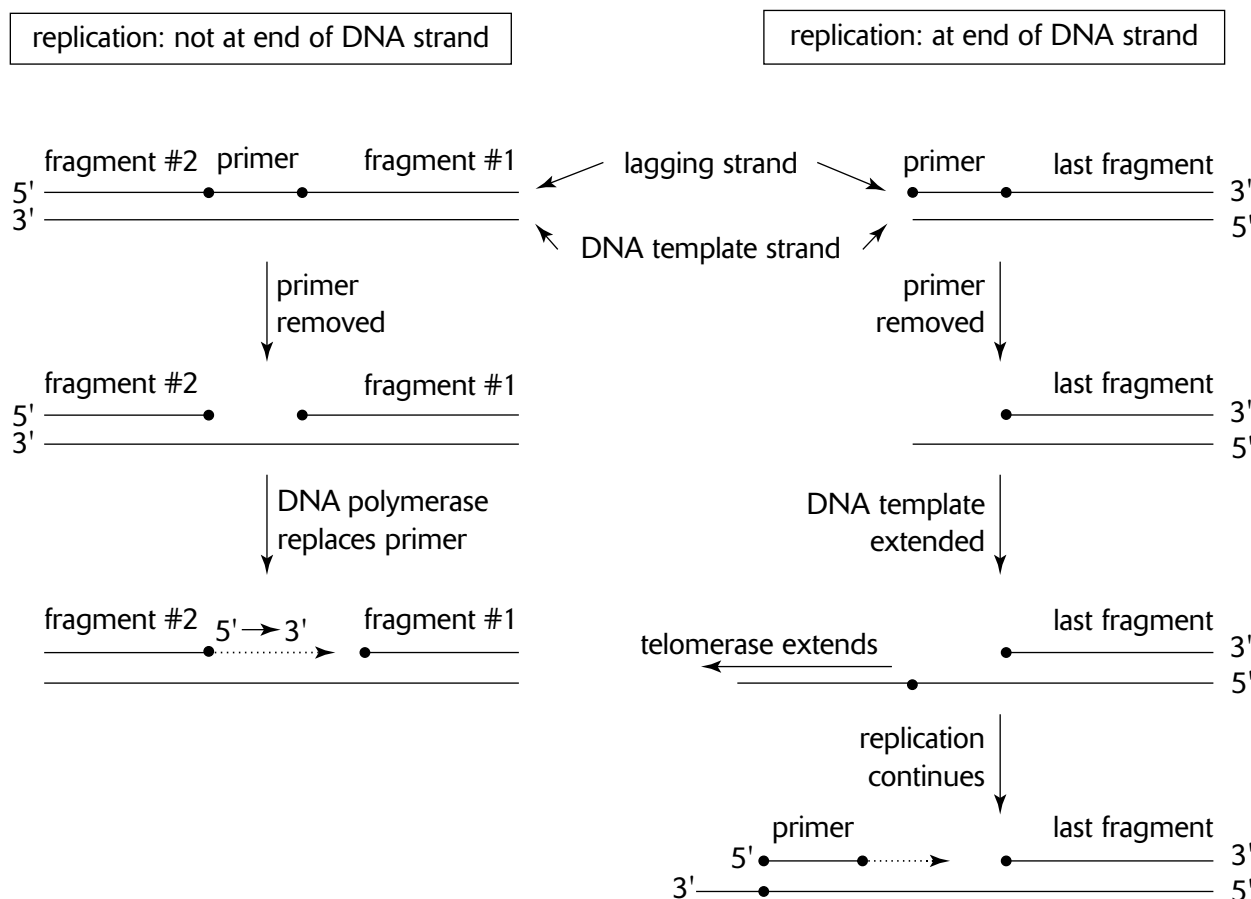 replication: not at end of DNA strand
replication: at end of DNA strand
fragment #2 primer fragment #1
lagging strand
primer last fragment
5'
3'
3'
5'
DNA template strand
primer
removed
primer
removed
fragment #2 fragment #1
last fragment
5'
3'
3'
5'
DNA polymerase
replaces primer
DNA template
extended
fragment #2 5' 3' fragment #1
telomerase extends
last fragment
3'
5'
replication
continues
primer last fragment
5' 3'
3' 5'